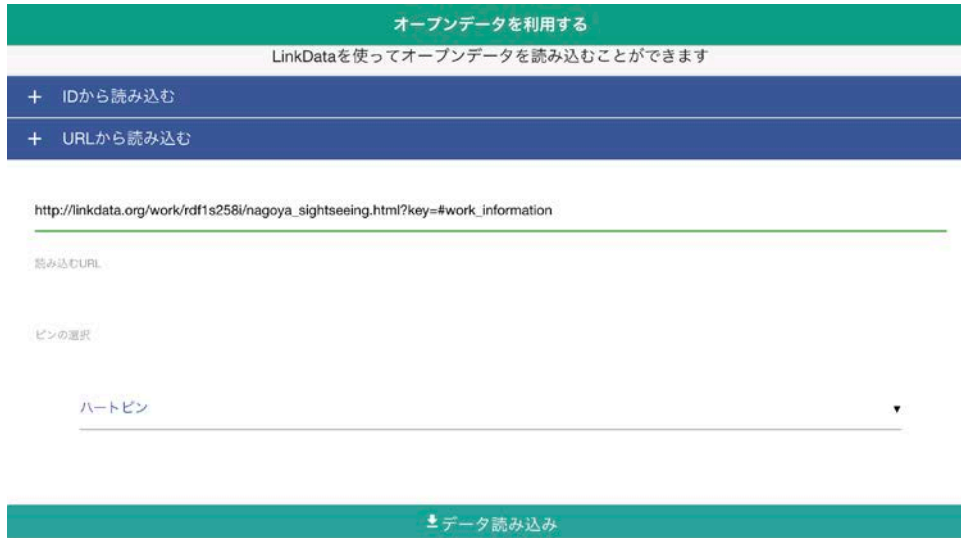 オープンデータを利用する
LinkDataを使ってオープンデータを読み込むことができます
+ IDから読み込む
+ URLから読み込む
http://linkdata.org/work/rdf1s258i/nagoya_sightseeing.html?key=#work_information
読み込むURL
ピンの選択
ハートピン ▼
データ読み込み